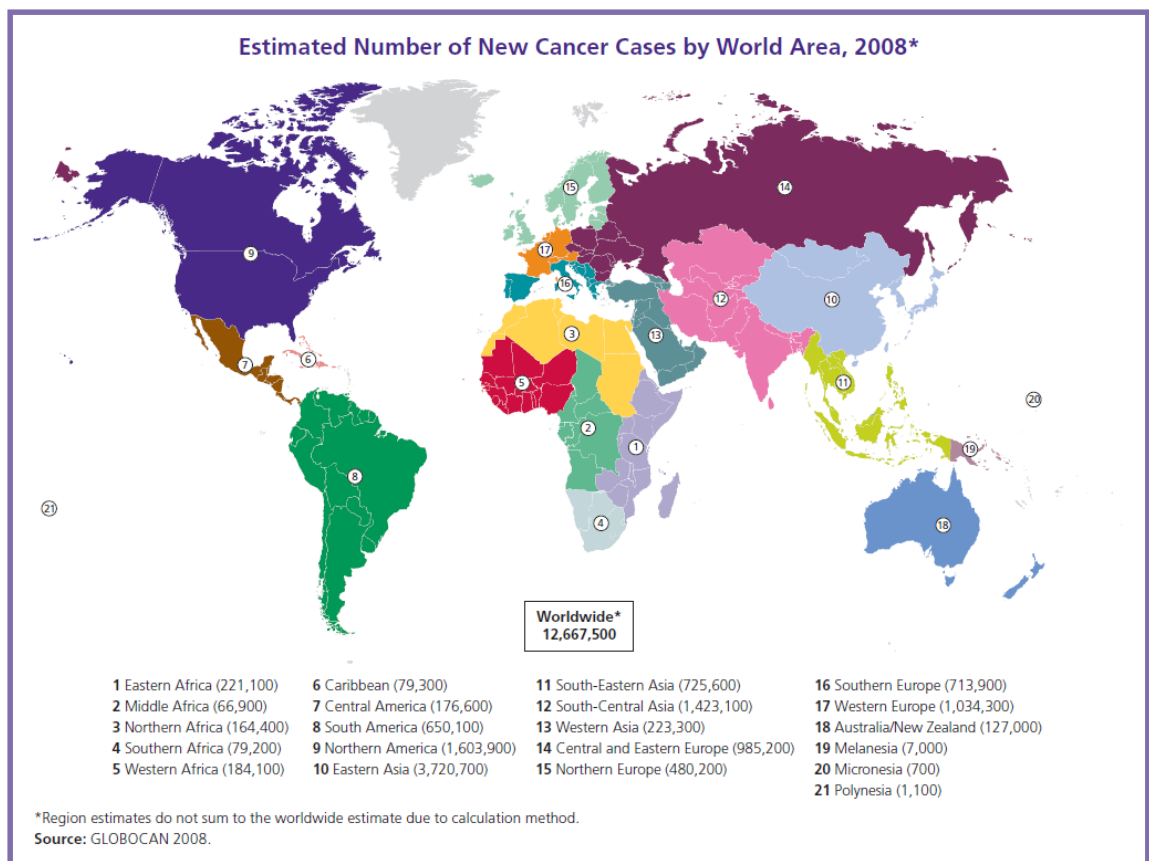 Estimated Number of New Cancer Cases by World Area, 2008*
15
14
9
17
16
12
10
3
13
7
6
5
11
20
2
1
19
8
21
4
18
Worldwide*
12,667,500
1 Eastern Africa (221,100)
2 Middle Africa (66,900)
3 Northern Africa (164,400)
4 Southern Africa (79,200)
5 Western Africa (184,100)
6 Caribbean (79,300)
7 Central America (176,600)
8 South America (650,100)
9 Northern America (1,603,900)
10 Eastern Asia (3,720,700)
11 South-Eastern Asia (725,600)
12 South-Central Asia (1,423,100)
13 Western Asia (223,300)
14 Central and Eastern Europe (985,200)
15 Northern Europe (480,200)
16 Southern Europe (713,900)
17 Western Europe (1,034,300)
18 Australia/New Zealand (127,000)
19 Melanesia (7,000)
20 Micronesia (700)
21 Polynesia (1,100)
*Region estimates do not sum to the worldwide estimate due to calculation method.
Source: GLOBOCAN 2008.